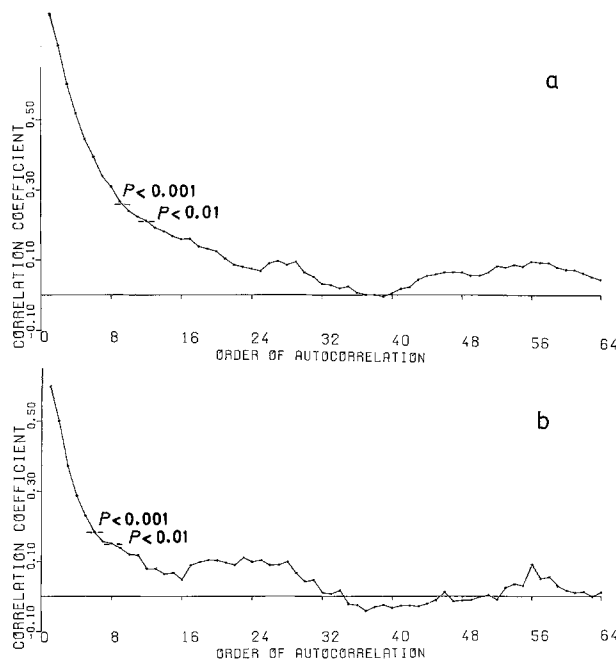 a
CORRELATION COEFFICIENT
0.50
0.30
0.10
-0.10
P< 0.001
P< 0.01
0 8 16 24 32 40 48 56 64
ORDER OF AUTOCORRELATION
b
CORRELATION COEFFICIENT
0.50
0.30
0.10
-0.10
P< 0.001
P< 0.01
0 8 16 24 32 40 48 56 64
ORDER OF AUTOCORRELATION